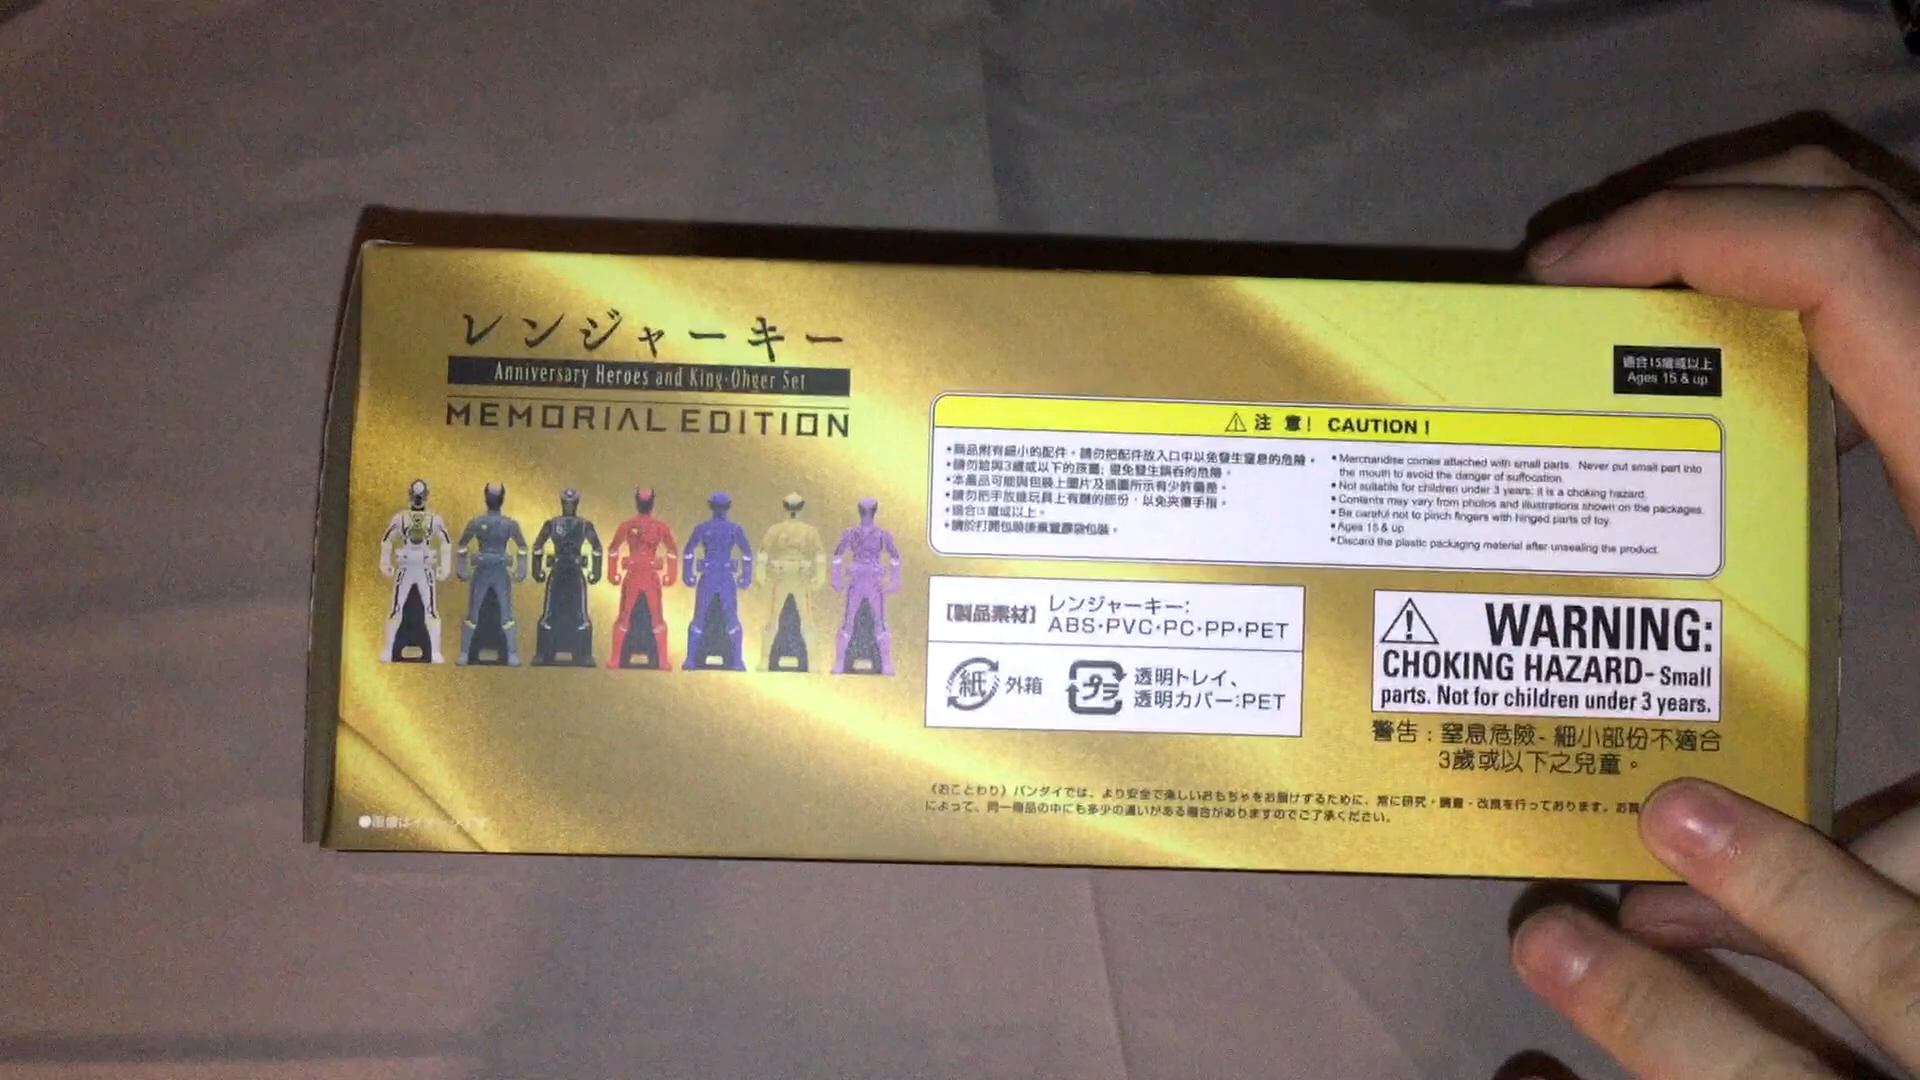 レンジャーキー
Anniversary Heroes and King-Ohger Set
MEMORIAL EDITION
適合15歲或以上
Ages 15 & up
注 意! CAUTION!
•商品附有細小的配件。請勿把配件放入口中以免發生窒息的危險。
•請勿給與3歲或以下的孩童; 避免發生誤吞的危險。
•本產品可能與包裝上圖片及插圖所示有少許偏差。
•請勿把手放進玩具上有鏈的部份，以免夾傷手指。
•適合15歲或以上。
•請於打開包裝後棄置膠袋包裝。
•Merchandise comes attached with small parts. Never put small part into
the mouth to avoid the danger of suffocation.
•Not suitable for children under 3 years: it is a choking hazard.
•Contents may vary from photos and illustrations shown on the packages.
•Be careful not to pinch fingers with hinged parts of toy.
•Ages 15 & up
•Discard the plastic packaging material after unsealing the product.
【製品素材】
レンジャーキー:
ABS・PVC・PC・PP・PET
紙 外箱
プラ 透明トレイ、
透明カバー:PET
WARNING:
CHOKING HAZARD- Small
parts. Not for children under 3 years.
警告：窒息危險- 細小部份不適合
3歲或以下之兒童。
《おことわり》バンダイでは、より安全で楽しいおもちゃをお届けするために、常に研究・調査・改良を行っております。お買
によって、同一商品の中にも多少の違いがある場合がありますのでご了承ください。
●画像はイメージです。